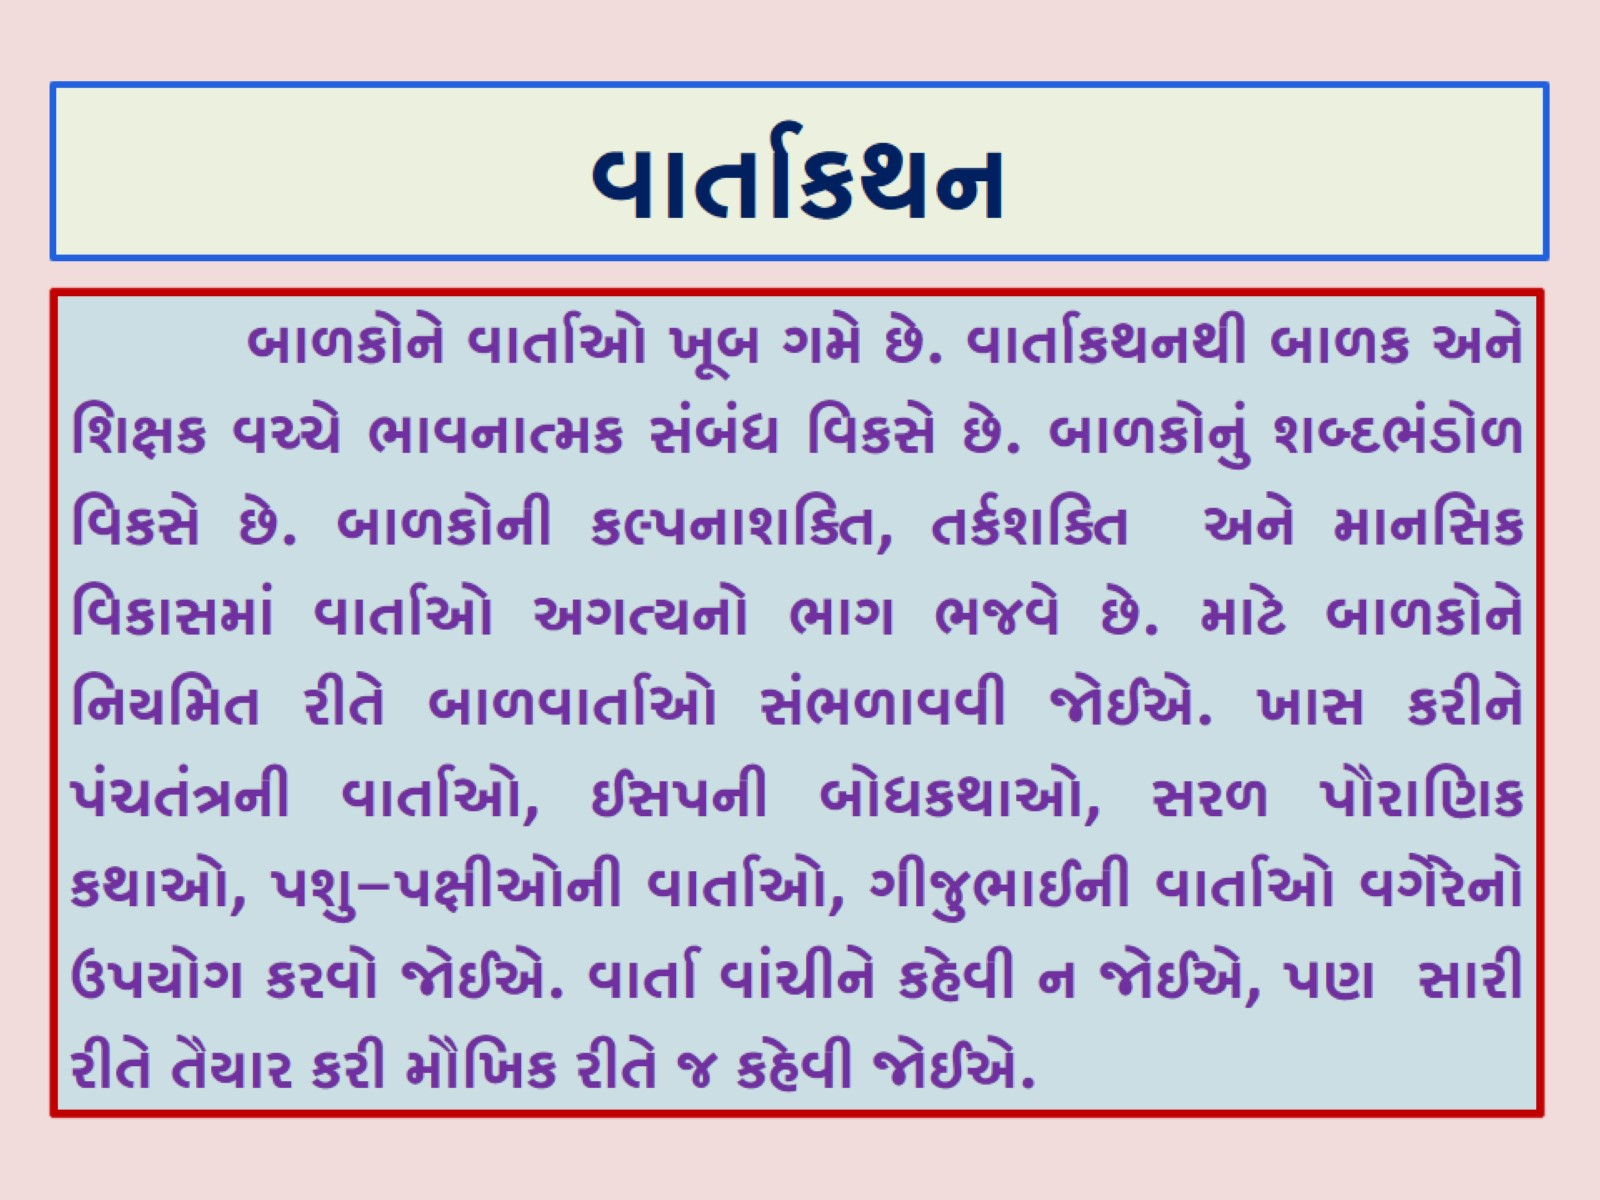 વાર્તાકથન
બાળકોને વાર્તાઓ ખૂબ ગમે છે. વાર્તાકથનથી બાળક અને
શિક્ષક વચ્ચે ભાવનાત્મક સંબંધ વિકસે છે. બાળકોનું શબ્દભંડોળ
વિકસે છે. બાળકોની કલ્પનાશક્તિ, તર્કશક્તિ અને માનસિક
વિકાસમાં વાર્તાઓ અગત્યનો ભાગ ભજવે છે. માટે બાળકોને
નિયમિત રીતે બાળવાર્તાઓ સંભળાવવી જોઈએ. ખાસ કરીને
પંચતંત્રની વાર્તાઓ, ઈસપની બોધકથાઓ, સરળ પૌરાણિક
કથાઓ, પશુ–પક્ષીઓની વાર્તાઓ, ગીજુભાઈની વાર્તાઓ વગેરેનો
ઉપયોગ કરવો જોઈએ. વાર્તા વાંચીને કહેવી ન જોઈએ, પણ સારી
રીતે તૈયાર કરી મૌખિક રીતે જ કહેવી જોઈએ.